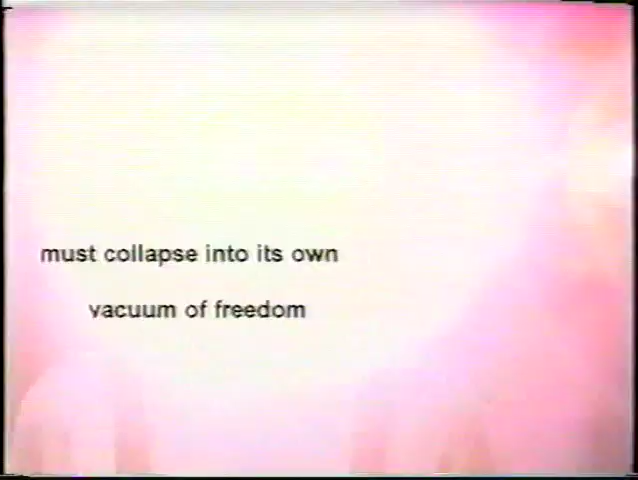 must collapse into its own
vacuum of freedom